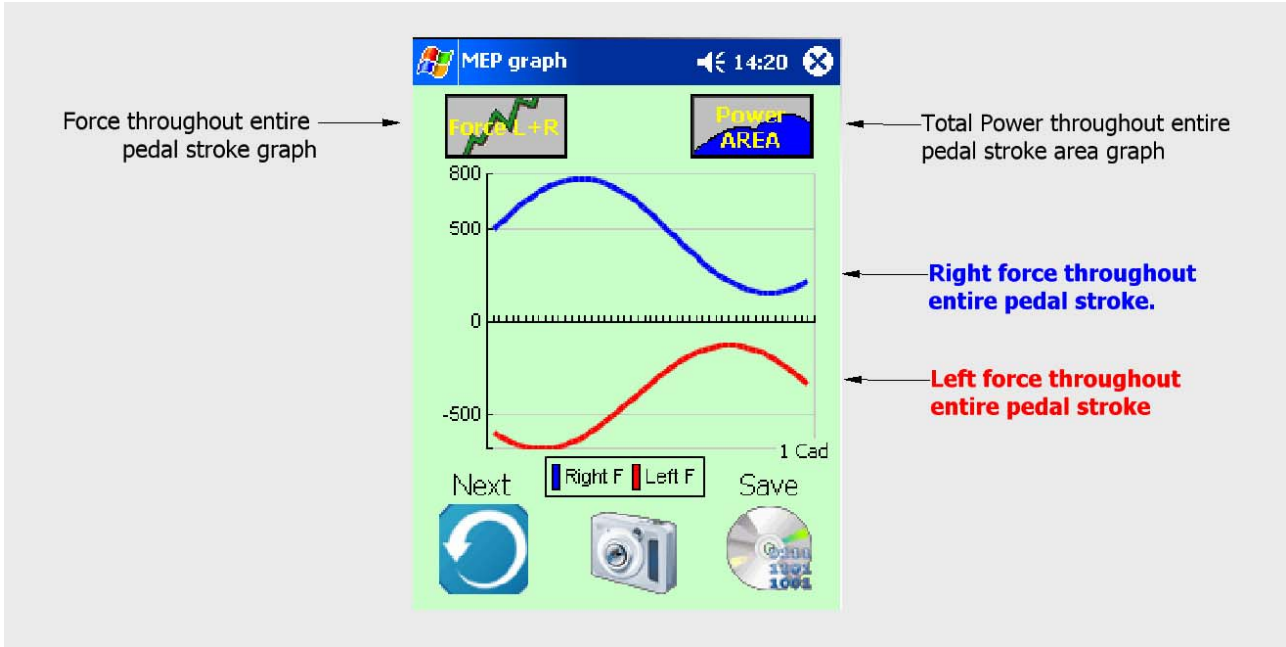 MEP graph
14:20
Force throughout entire
pedal stroke graph
Force L+R
Power
AREA
Total Power throughout entire
pedal stroke area graph
800
500
0
-500
Right force throughout
entire pedal stroke.
Left force throughout
entire pedal stroke
1 Cad
Right F Left F
Next
Save
1001